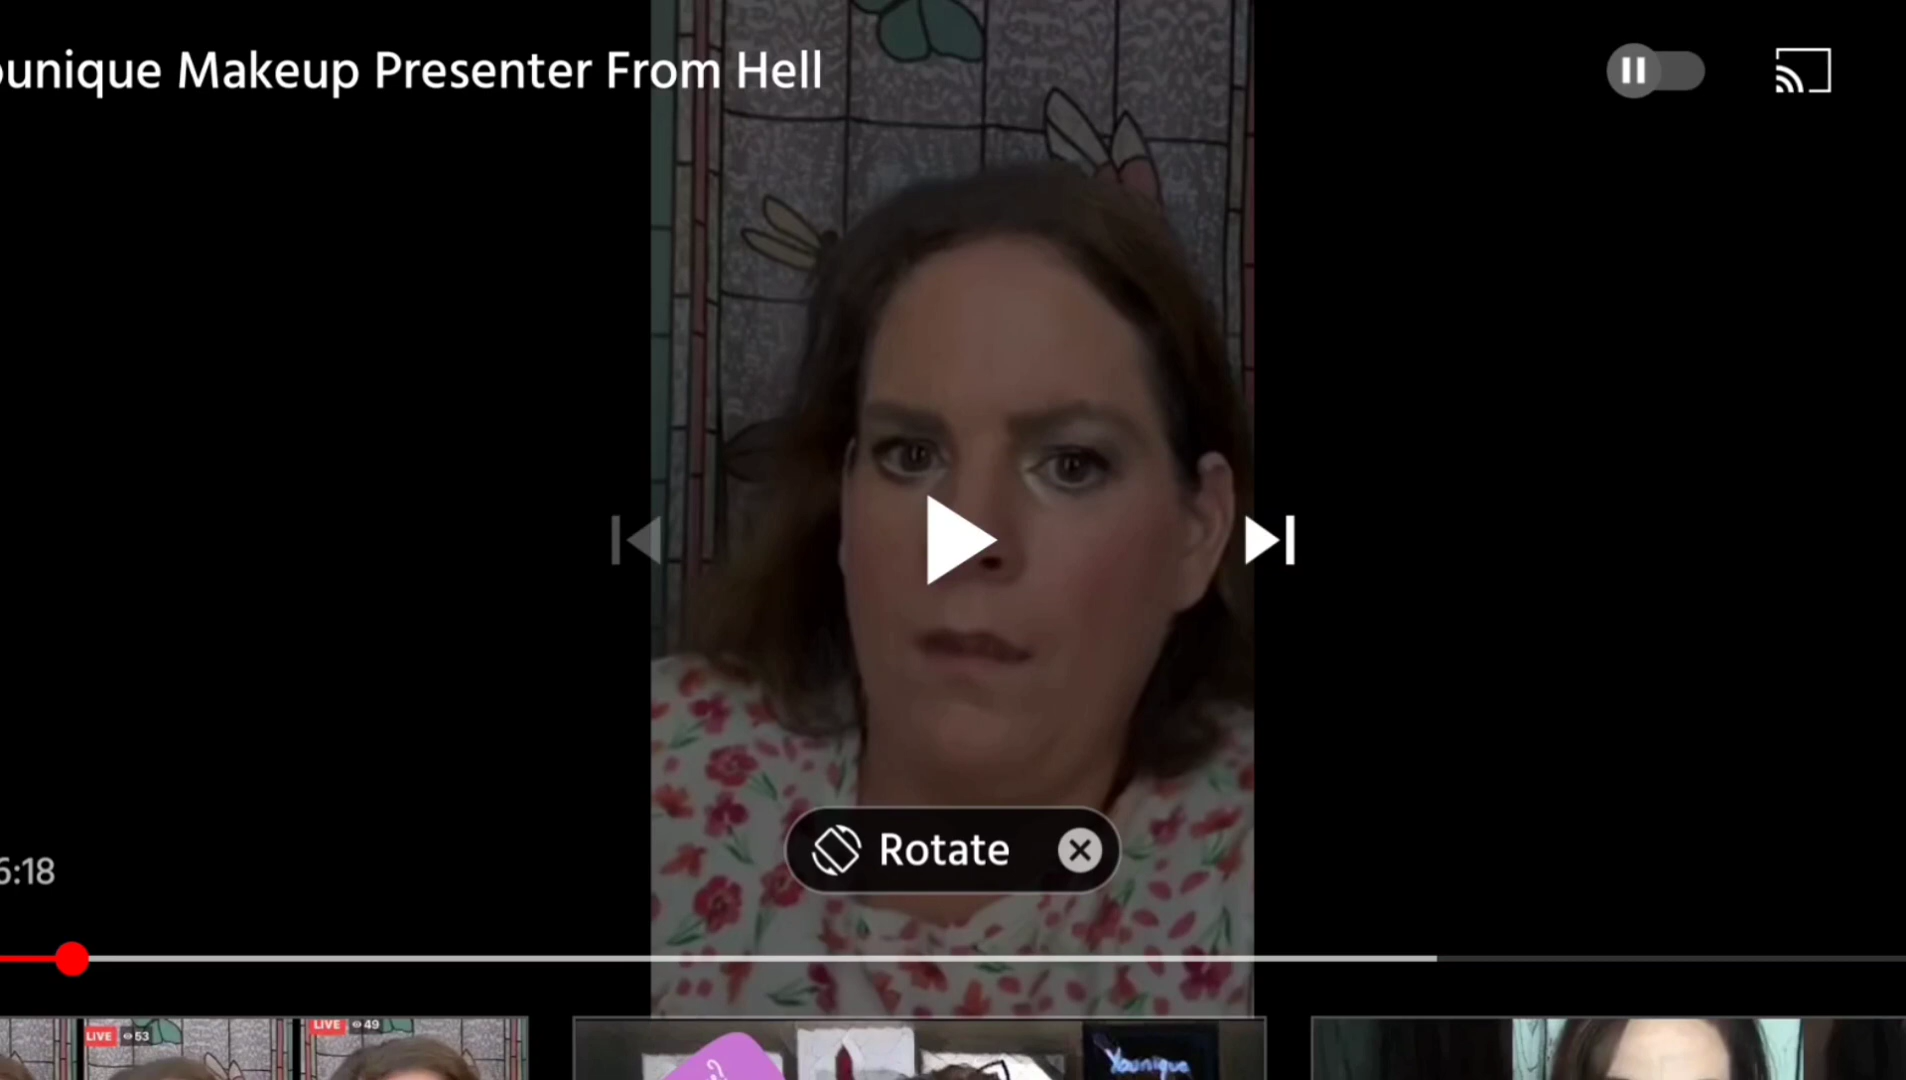 ounique Makeup Presenter From Hell
Rotate
6:18
LIVE 53
LIVE 49
?
Younique